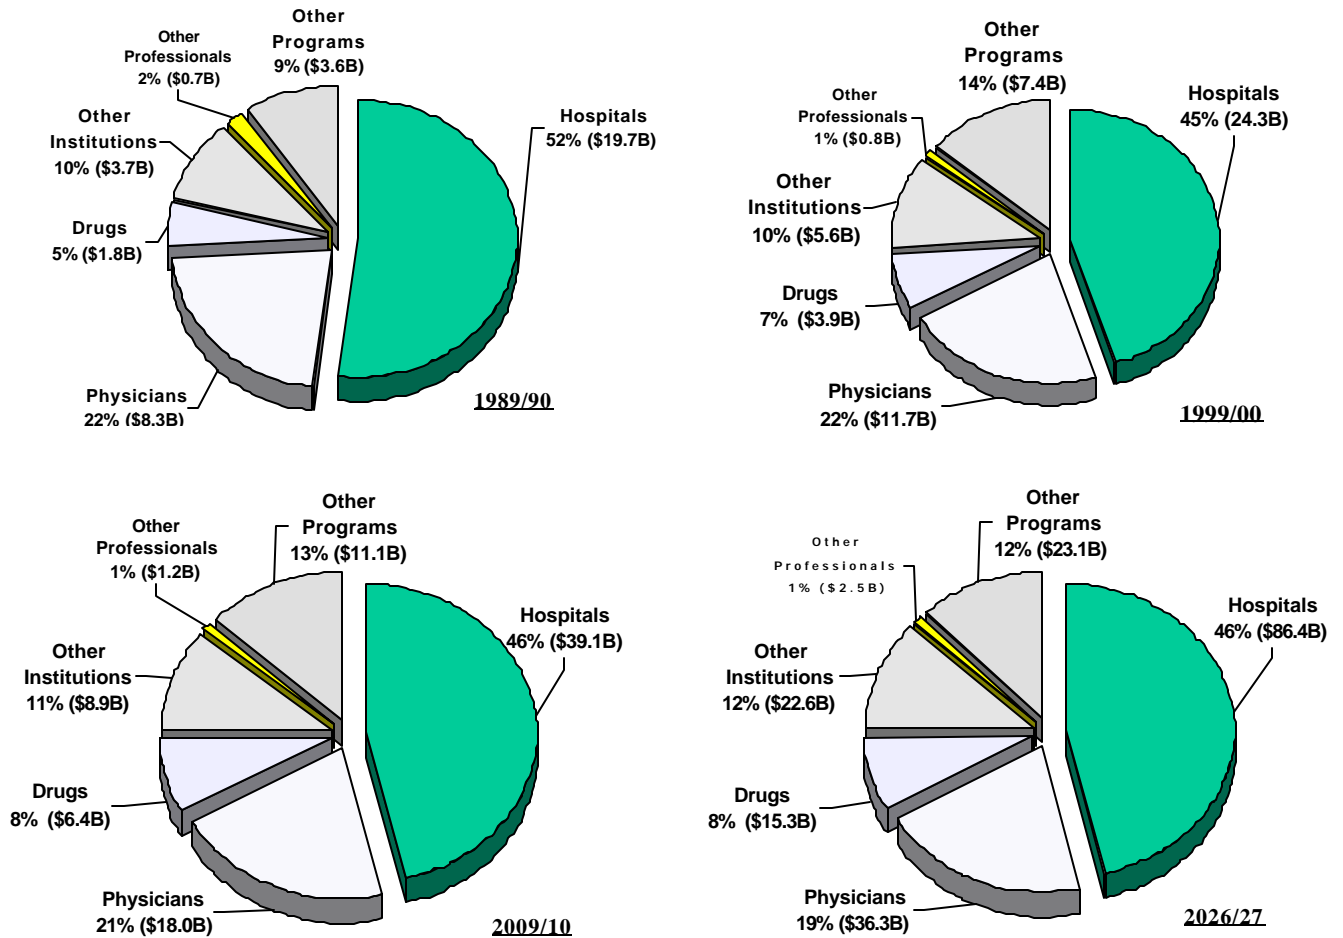 Other
Programs
9% ($3.6B)
Other
Professionals
2% ($0.7B)
Other
Institutions
10% ($3.7B)
Drugs
5% ($1.8B)
Physicians
22% ($8.3B)
Hospitals
52% ($19.7B)
1989/90
Other
Programs
14% ($7.4B)
Other
Professionals
1% ($0.8B)
Other
Institutions
10% ($5.6B)
Drugs
7% ($3.9B)
Physicians
22% ($11.7B)
Hospitals
45% (24.3B)
1999/00
Other
Programs
13% ($11.1B)
Other
Professionals
1% ($1.2B)
Other
Institutions
11% ($8.9B)
Drugs
8% ($6.4B)
Physicians
21% ($18.0B)
Hospitals
46% ($39.1B)
2009/10
Other
Programs
12% ($23.1B)
Other
Professionals
1% ($2.5B)
Other
Institutions
12% ($22.6B)
Drugs
8% ($15.3B)
Physicians
19% ($36.3B)
Hospitals
46% ($86.4B)
2026/27